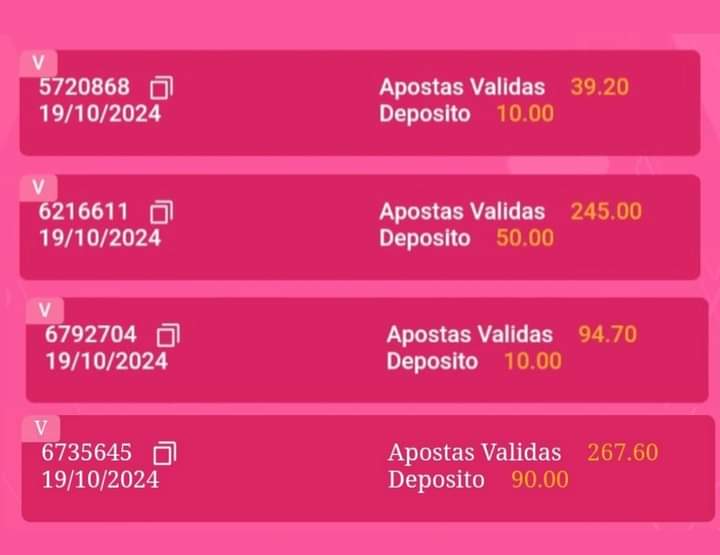 V
5720868 Apostas Validas 39.20
19/10/2024 Deposito 10.00
V
6216611 Apostas Validas 245.00
19/10/2024 Deposito 50.00
V
6792704 Apostas Validas 94.70
19/10/2024 Deposito 10.00
V
6735645 Apostas Validas 267.60
19/10/2024 Deposito 90.00